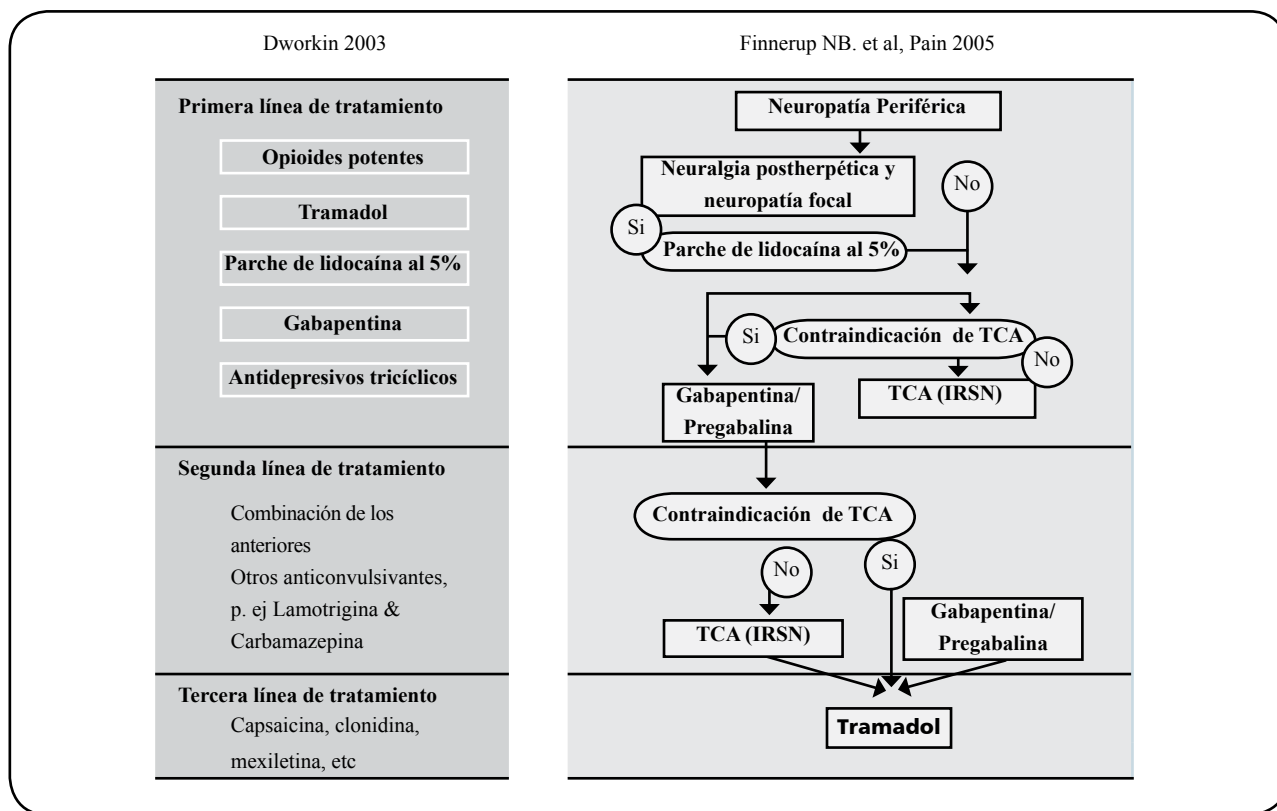 Dworkin 2003
Primera línea de tratamiento
Opioides potentes
Tramadol
Parche de lidocaína al 5%
Gabapentina
Antidepresivos tricíclicos
Segunda línea de tratamiento
Combinación de los
anteriores
Otros anticonvulsivantes,
p. ej Lamotrigina &
Carbamazepina
Tercera línea de tratamiento
Capsaicina, clonidina,
mexiletina, etc
Finnerup NB. et al, Pain 2005
Neuropatía Periférica
Neuralgia postherpética y
neuropatía focal
No
Si
Parche de lidocaína al 5%
Si
Contraindicación de TCA
No
TCA (IRSN)
Gabapentina/
Pregabalina
Contraindicación de TCA
No
Si
TCA (IRSN)
Gabapentina/
Pregabalina
Tramadol